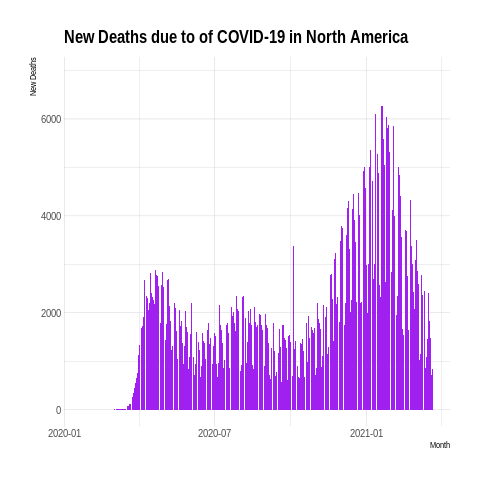 New Deaths due to of COVID-19 in North America
New Deaths
6000
4000
2000
0
2020-01
2020-07
2021-01
Month